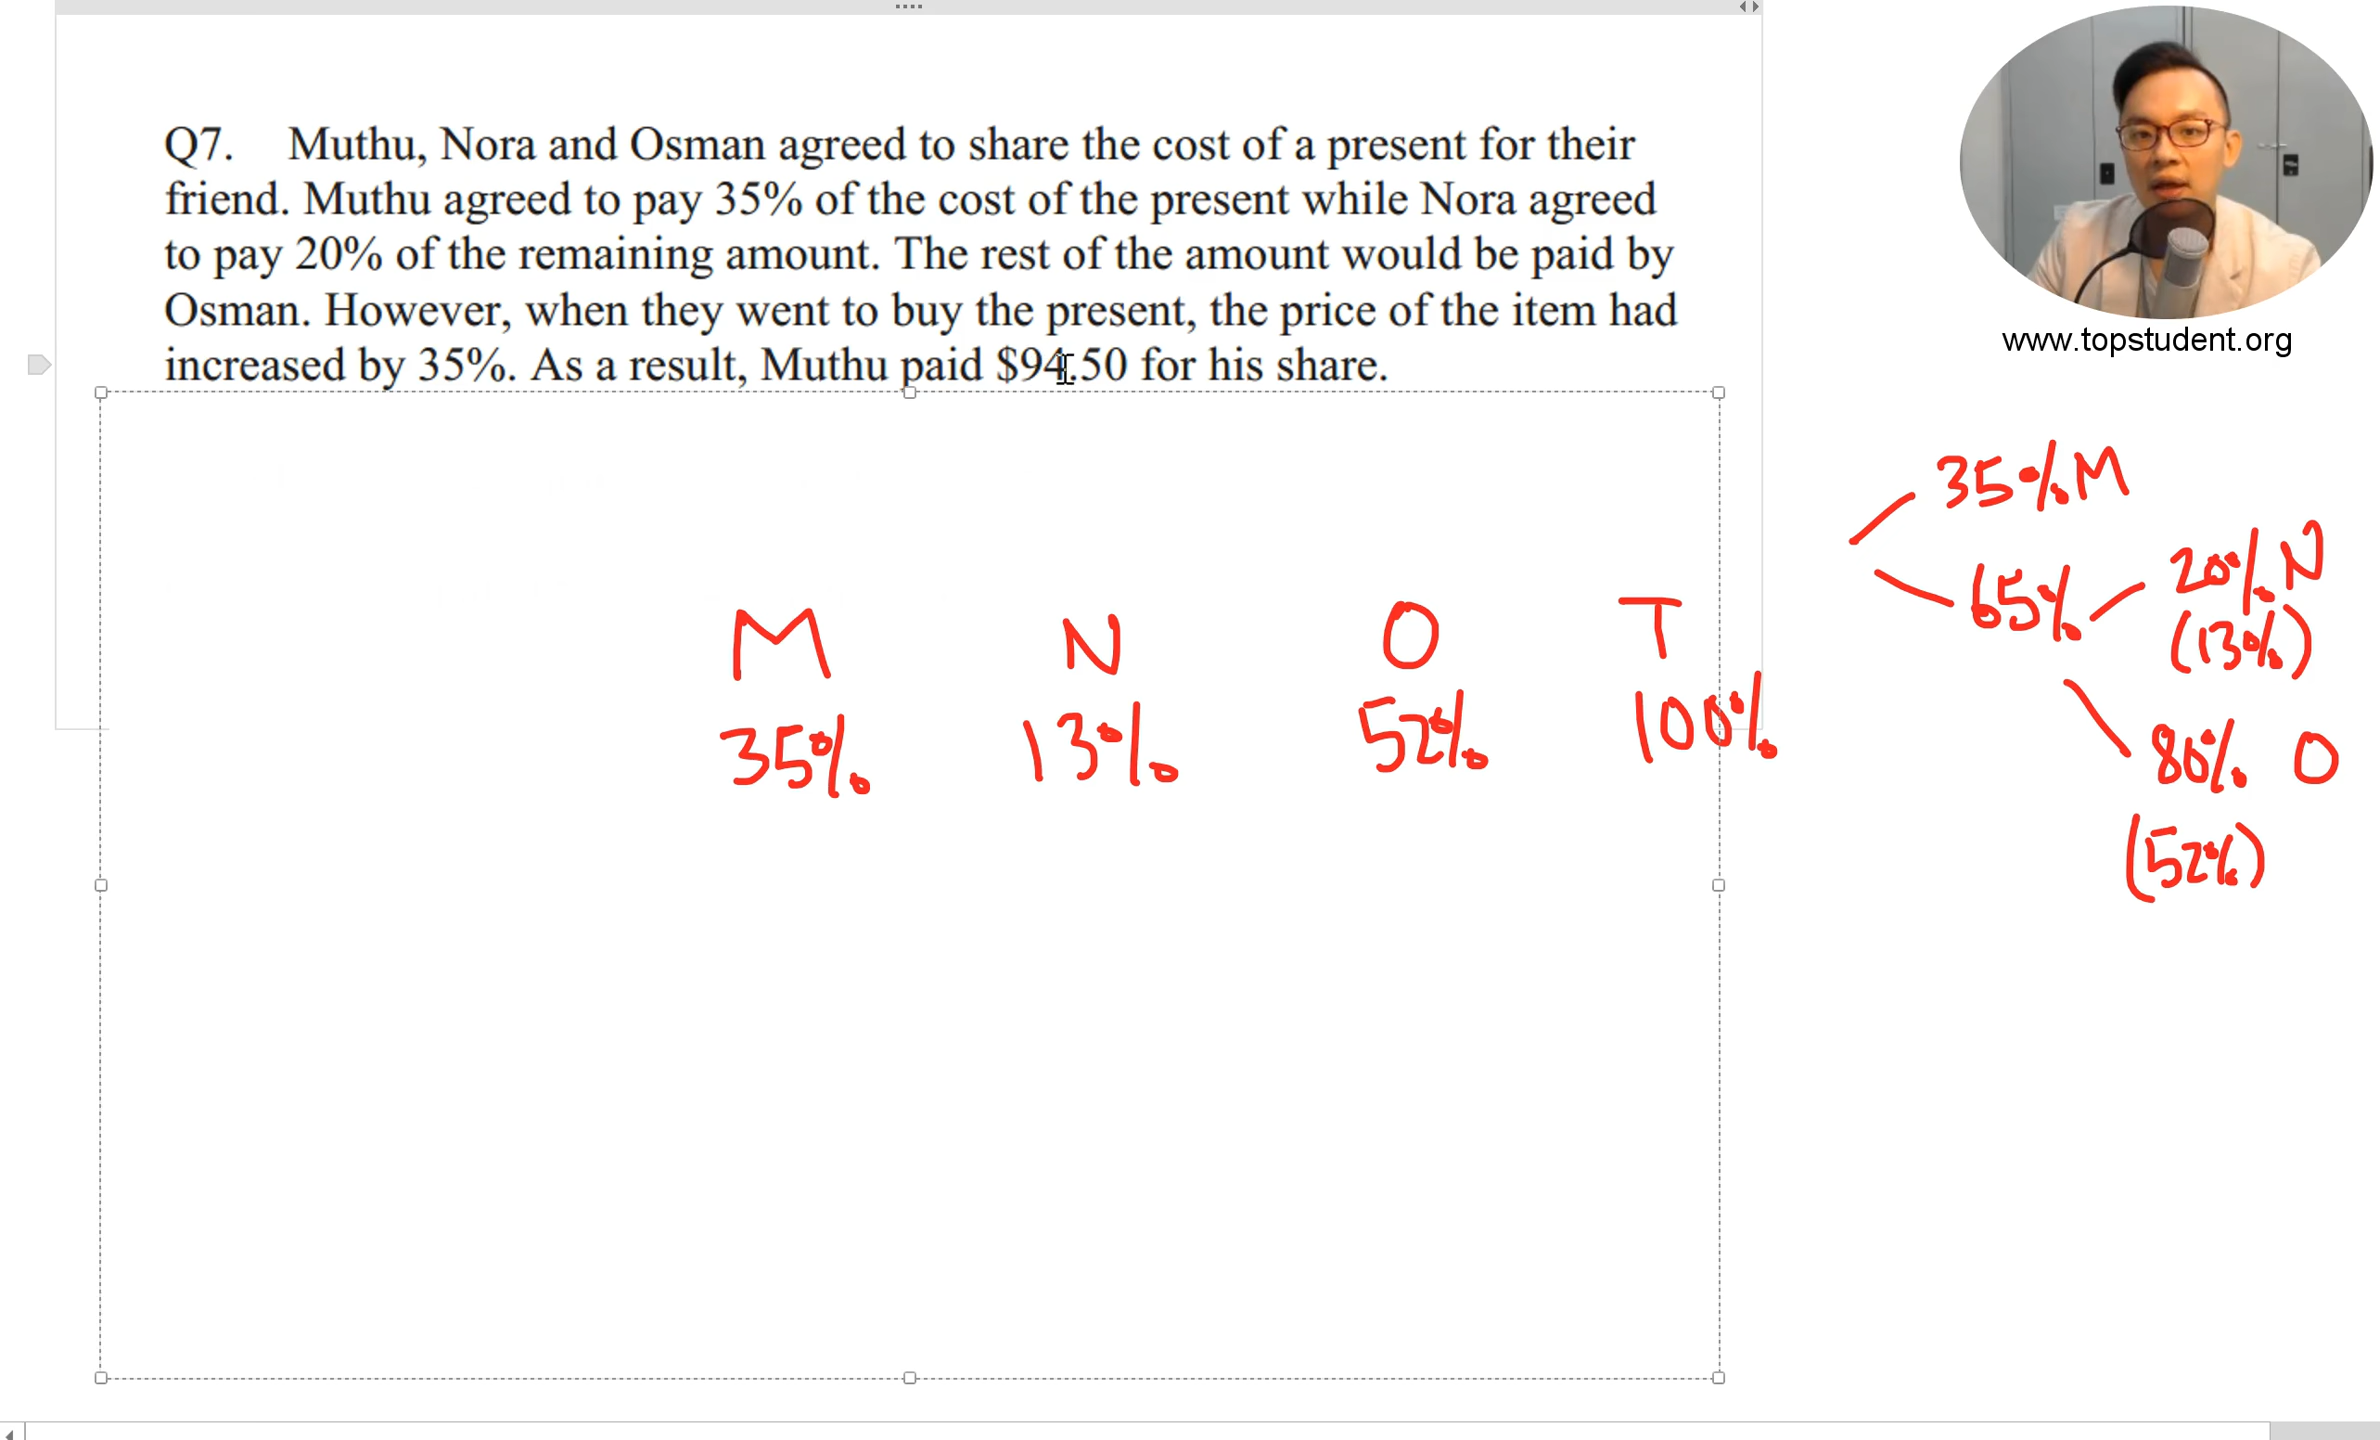 Q7. Muthu, Nora and Osman agreed to share the cost of a present for their
friend. Muthu agreed to pay 35% of the cost of the present while Nora agreed
to pay 20% of the remaining amount. The rest of the amount would be paid by
Osman. However, when they went to buy the present, the price of the item had
increased by 35%. As a result, Muthu paid $94.50 for his share.
www.topstudent.org
35% M
65%
20% N
(13%)
80% O
(52%)
M N O T
35% 13% 52% 100%